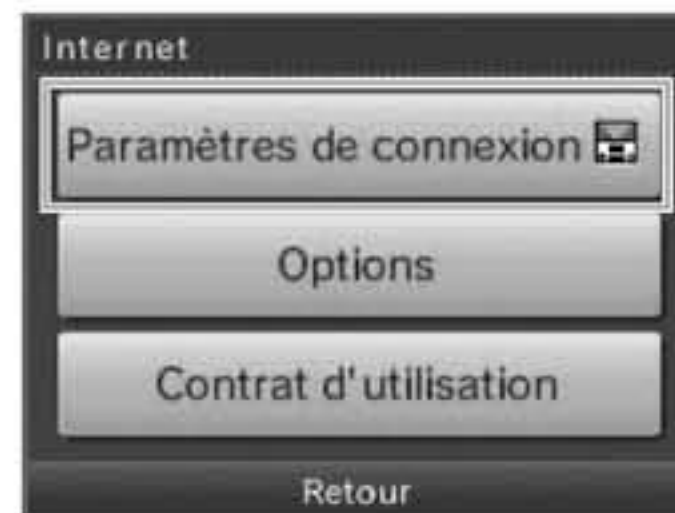 Internet
Paramètres de connexion
Options
Contrat d'utilisation
Retour